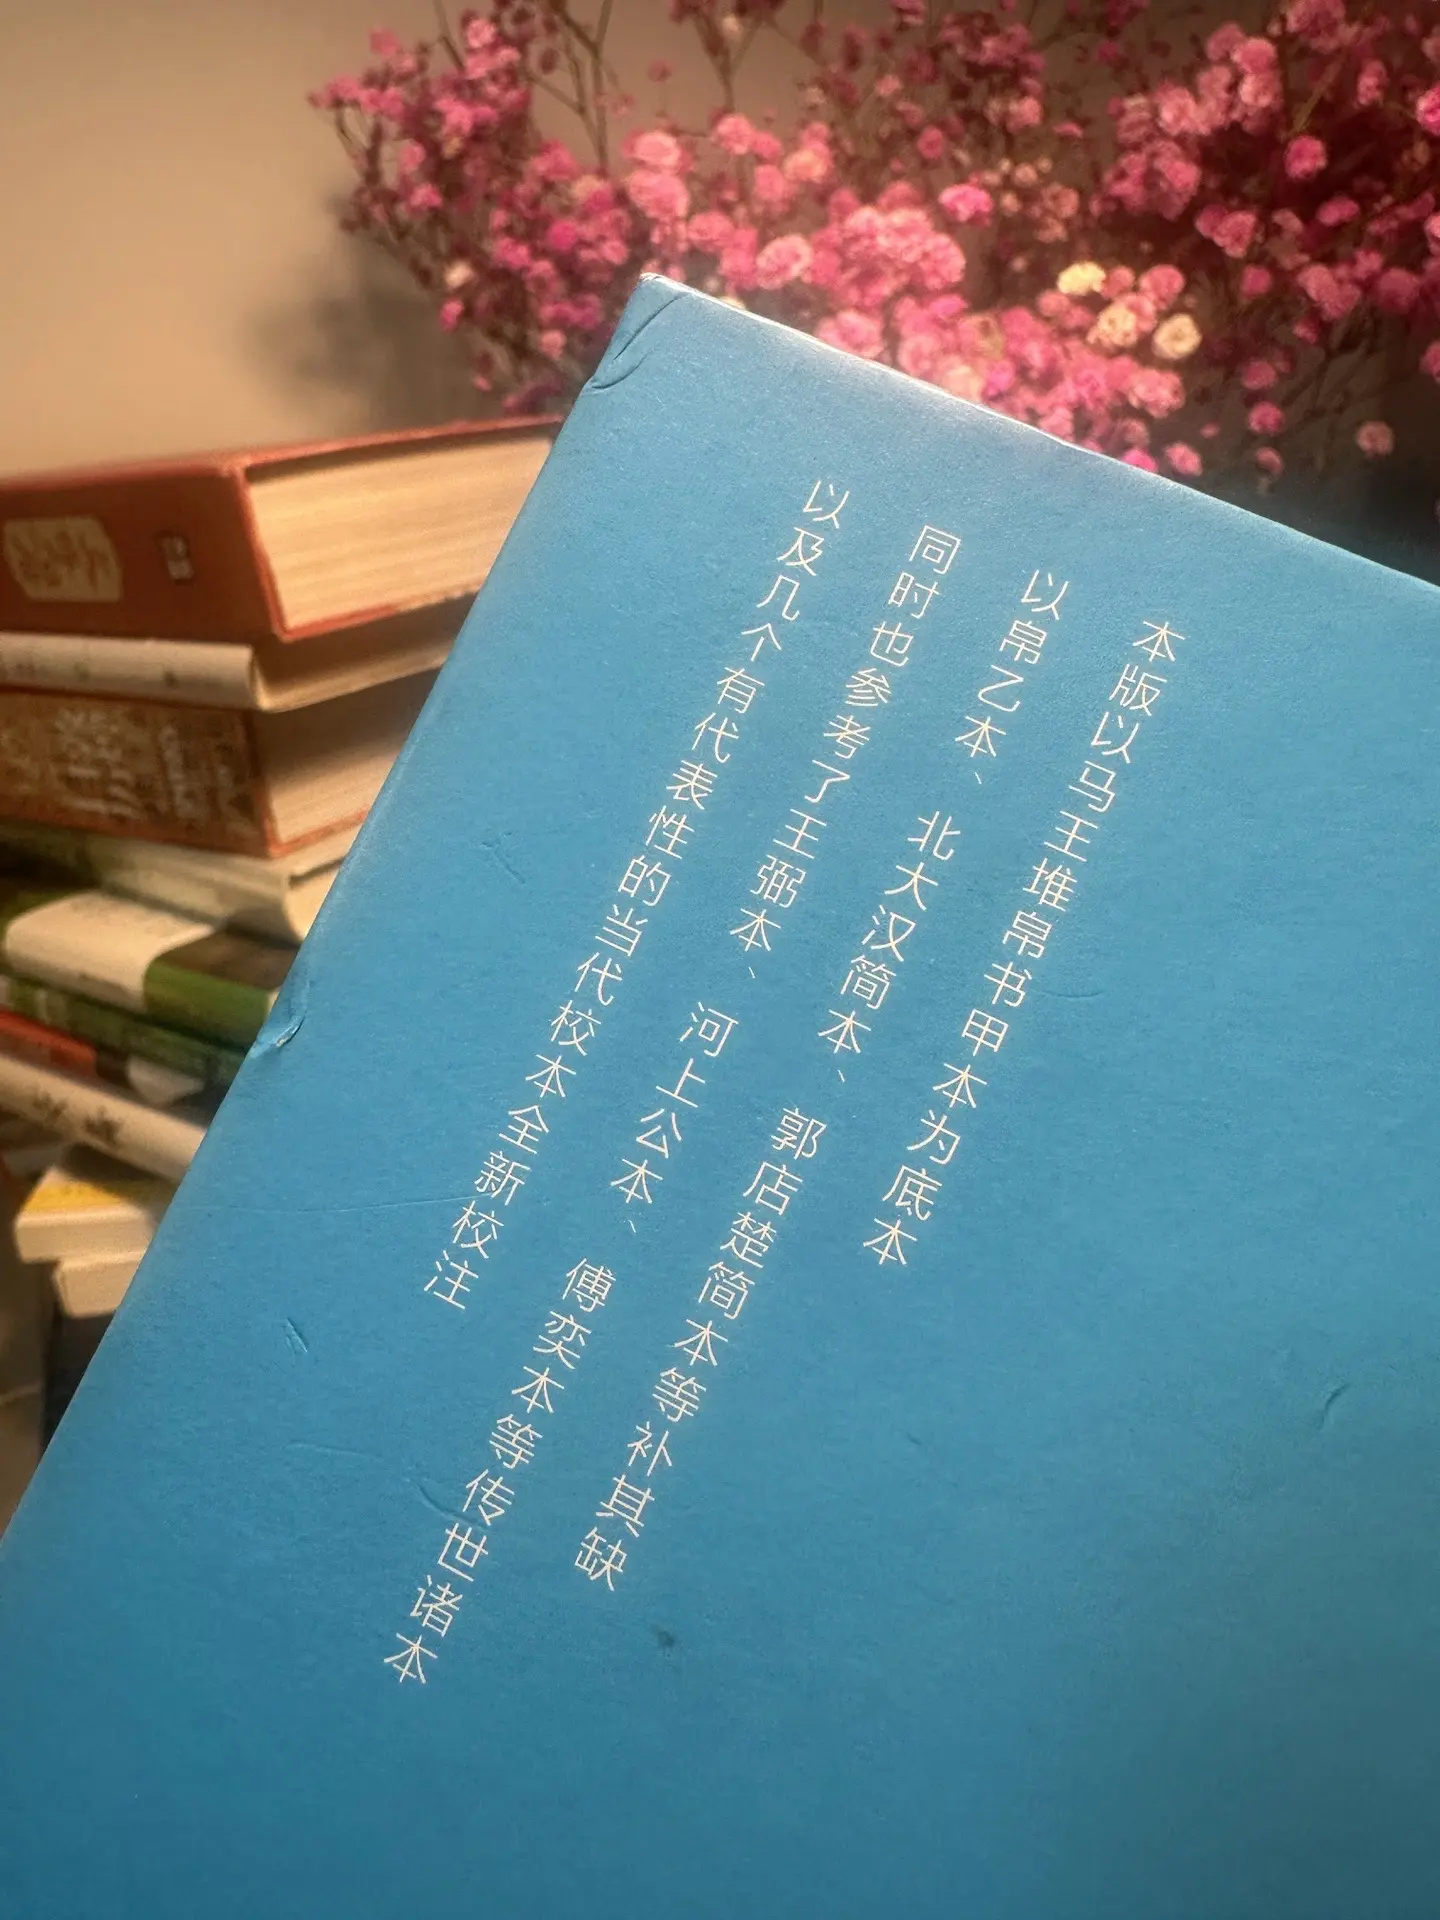 本版以马王堆帛书甲本为底本
以帛乙本、北大汉简本、郭店楚简本等补其缺
同时也参考了王弼本、河上公本、傅奕本等传世诸本
以及几个有代表性的当代校本全新校注